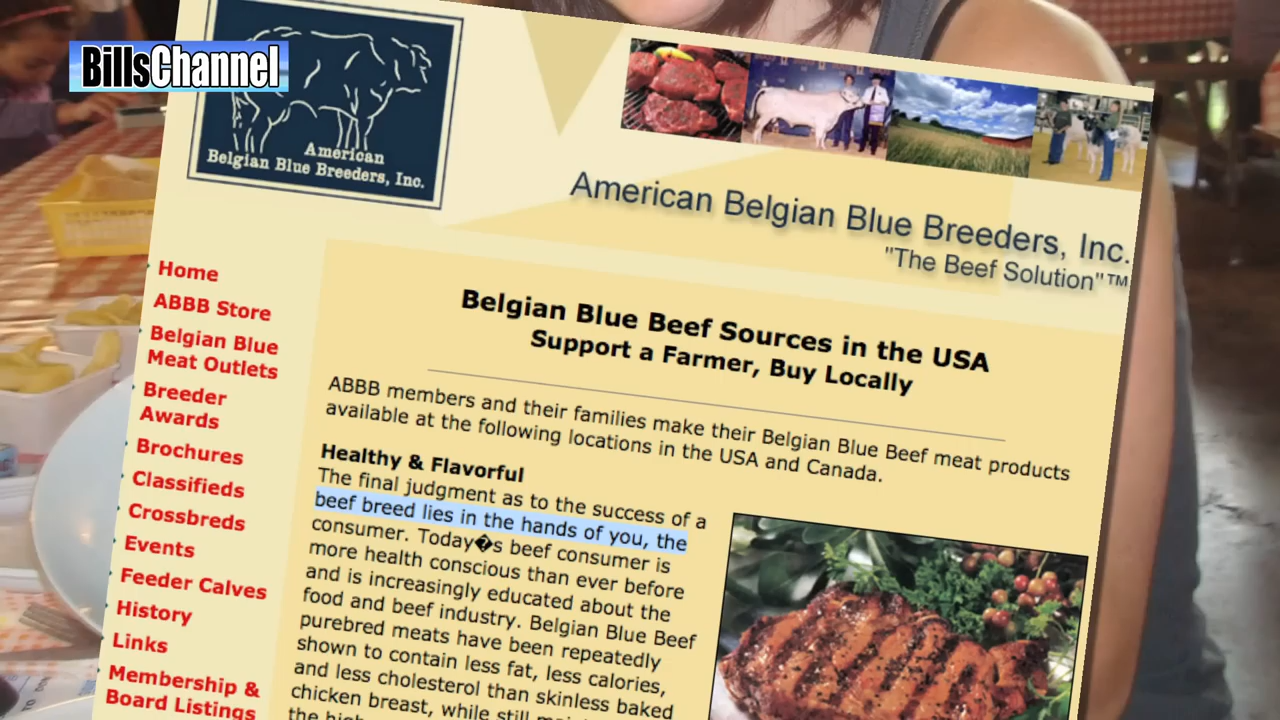 BillsChannel
American
Belgian Blue Breeders, Inc.
American Belgian Blue Breeders, Inc.
"The Beef Solution"™
Home
ABBB Store
Belgian Blue
Meat Outlets
Breeder
Awards
Brochures
Classifieds
Crossbreds
Events
Feeder Calves
History
Links
Membership &
Board Listings
Belgian Blue Beef Sources in the USA
Support a Farmer, Buy Locally
ABBB members and their families make their Belgian Blue Beef meat products
available at the following locations in the USA and Canada.
Healthy & Flavorful
The final judgment as to the success of a
beef breed lies in the hands of you, the
consumer. Today�s beef consumer is
more health conscious than ever before
and is increasingly educated about the
food and beef industry. Belgian Blue Beef
purebred meats have been repeatedly
shown to contain less fat, less calories,
and less cholesterol than skinless baked
chicken breast, while still
the